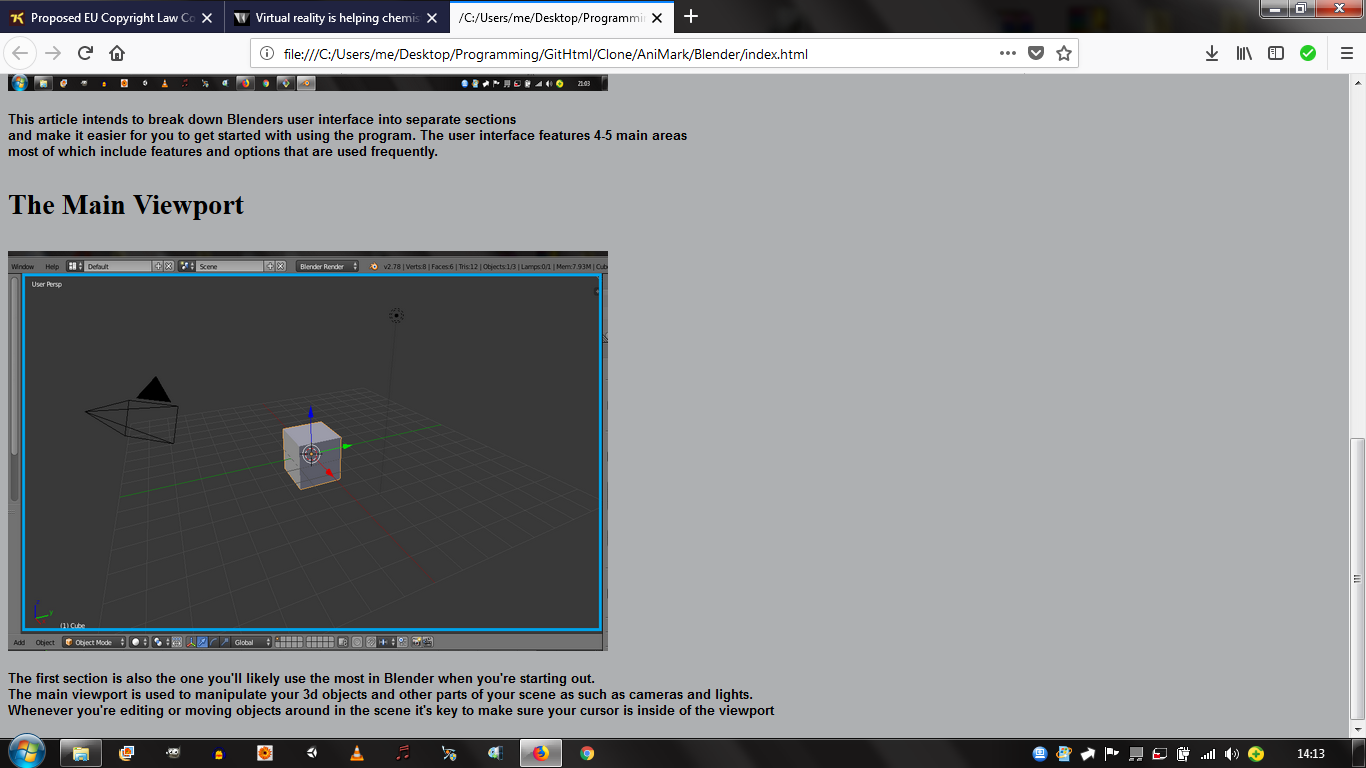 Proposed EU Copyright Law Co
Virtual reality is helping chemis
/C:/Users/me/Desktop/Programmin
file:///C:/Users/me/Desktop/Programming/GitHtml/Clone/AniMark/Blender/index.html
21:03
This article intends to break down Blenders user interface into separate sections
and make it easier for you to get started with using the program. The user interface features 4-5 main areas
most of which include features and options that are used frequently.
The Main Viewport
Window Help Default Scene Blender Render v2.78 | Verts:8 | Faces:6 | Tris:12 | Objects:1/3 | Lamps:0/1 | Mem:7.93M | Cub
User Persp
(1) Cube
Add Object Object Mode Global
The first section is also the one you'll likely use the most in Blender when you're starting out.
The main viewport is used to manipulate your 3d objects and other parts of your scene as such as cameras and lights.
Whenever you're editing or moving objects around in the scene it's key to make sure your cursor is inside of the viewport
14:13